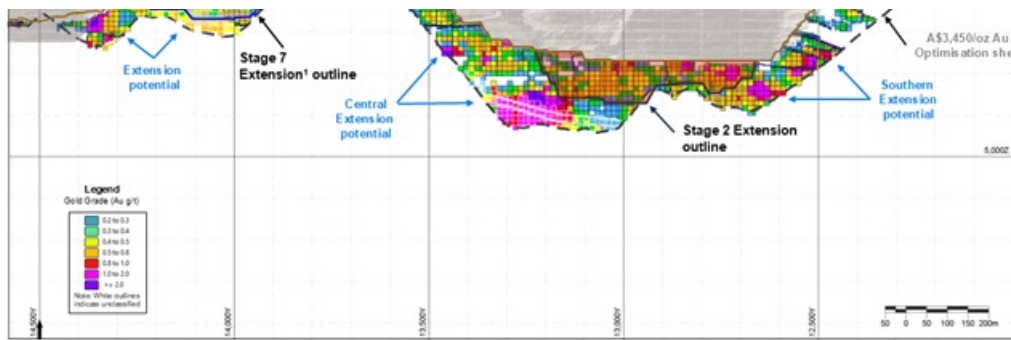 A$3,450/oz Au
Optimisation she
Stage 7
Extension¹ outline
Extension
potential
Central
Extension
potential
Southern
Extension
potential
Stage 2 Extension
outline
5,000Z
Legend
Gold Grade (Au g/t)
0.2 to 0.3
0.3 to 0.4
0.4 to 0.5
0.5 to 0.8
0.8 to 1.0
1.0 to 2.0
>= 2.0
Note: White outlines
indicate unclassified
14,500Y
14,000Y
13,500Y
13,000Y
12,500Y
50 0 50 100 150 200m